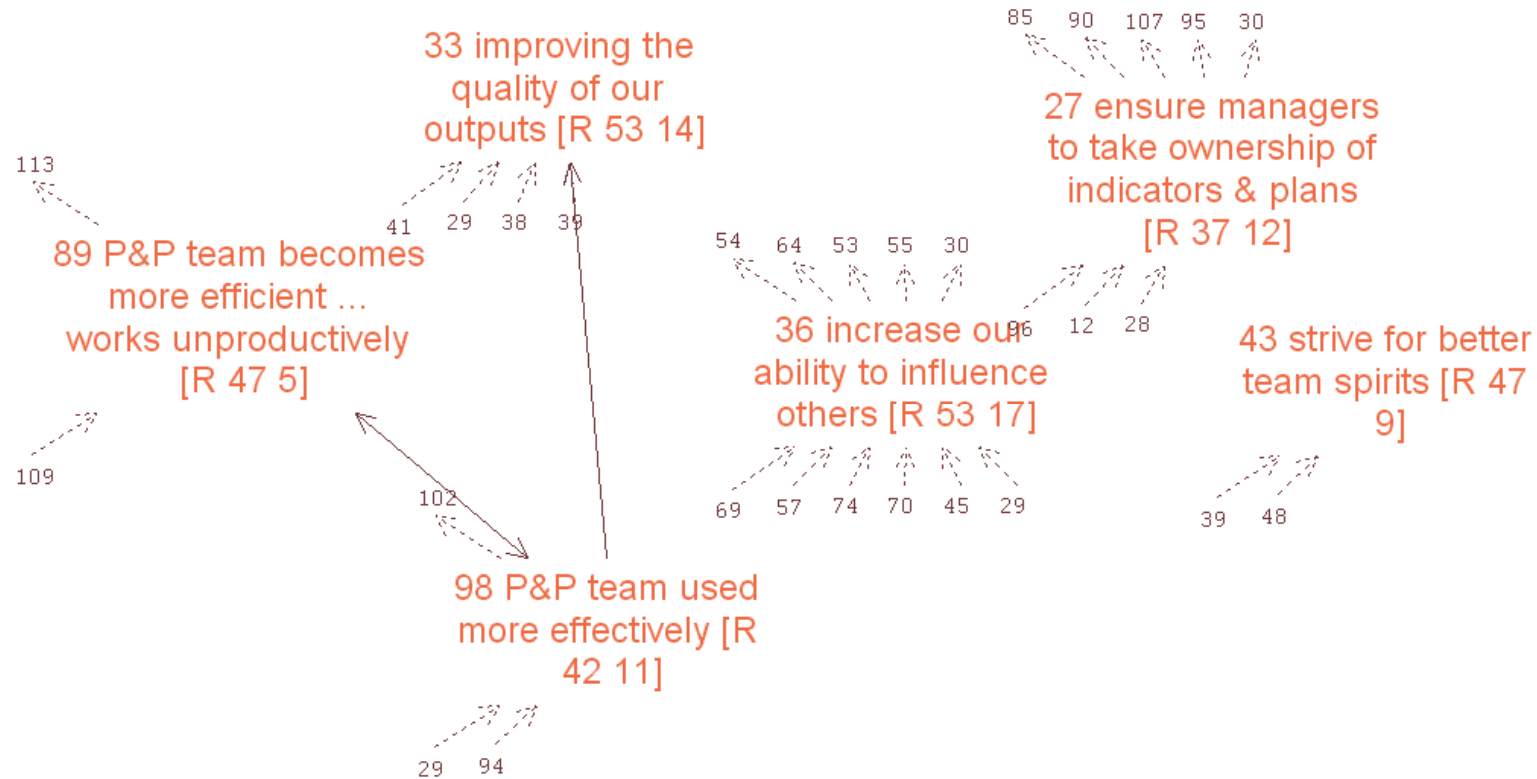 85 90 107 95 30
33 improving the
quality of our
outputs [R 53 14]
27 ensure managers
to take ownership of
indicators & plans
[R 37 12]
113
41 29 38 39
89 P&P team becomes
more efficient ...
works unproductively
[R 47 5]
54 64 53 55 30
96 12 28
36 increase our
ability to influence
others [R 53 17]
43 strive for better
team spirits [R 47
9]
109
69 57 74 70 45 29
39 48
102
98 P&P team used
more effectively [R
42 11]
29 94